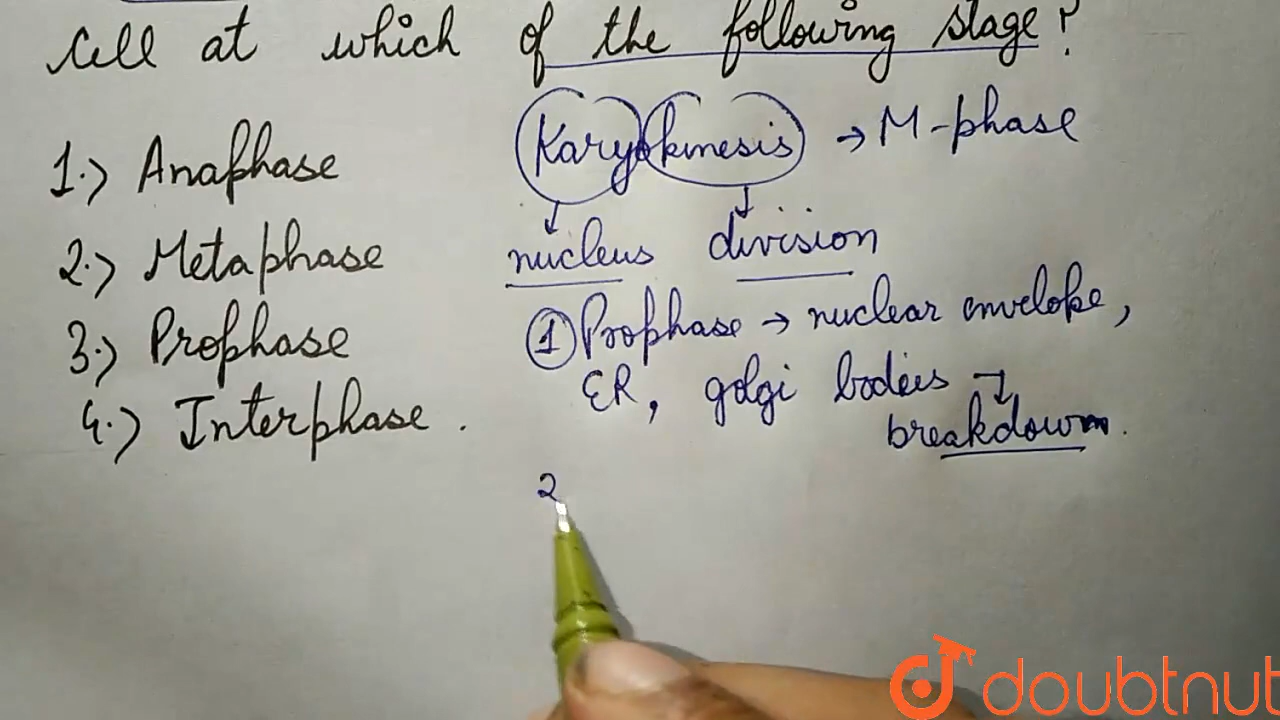 cell at which of the following stage?
1.) Anaphase
2.) Metaphase
3.) Prophase
4.) Interphase.
Karyokinesis → M-phase
nucleus division
① Prophase → nuclear envelope,
ER, golgi bodies →
breakdown.
2
doubtnut